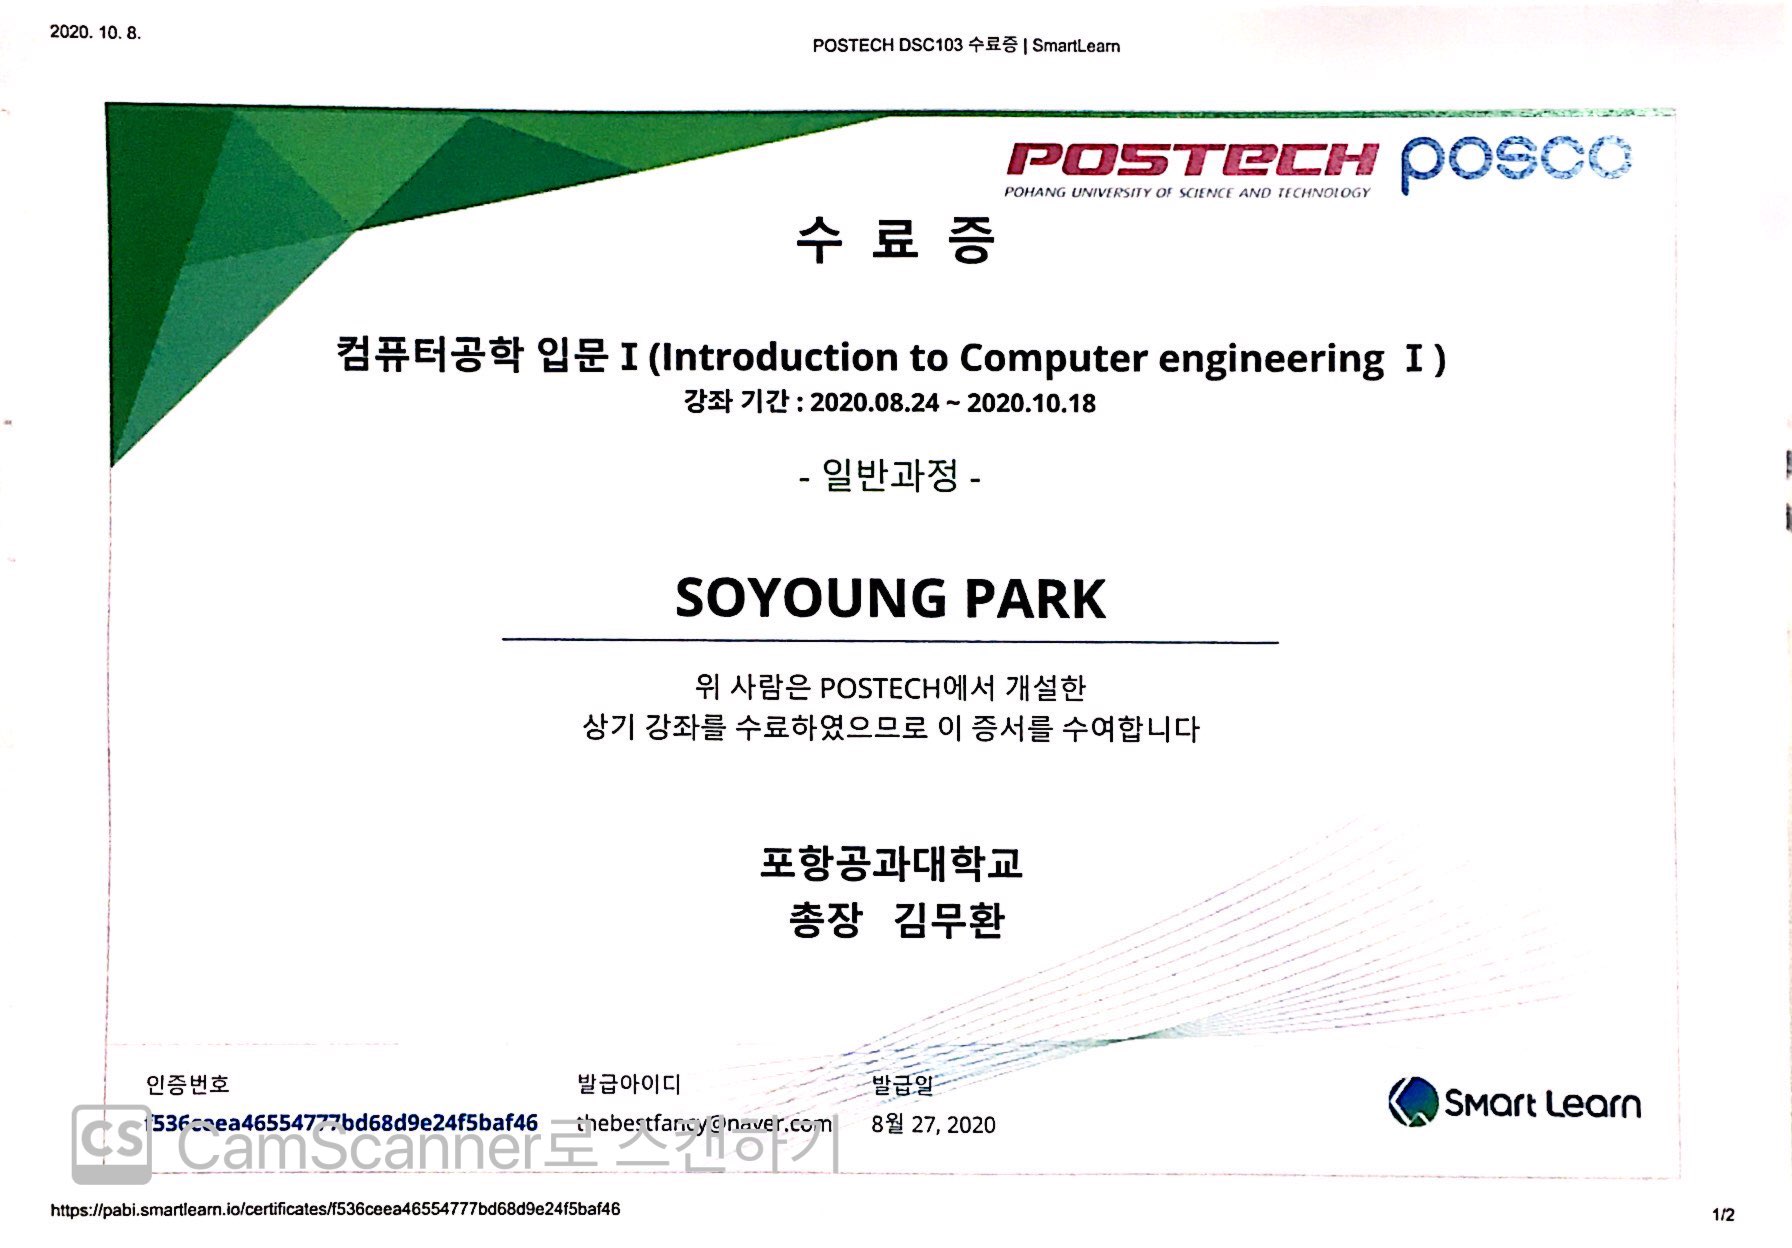 2020. 10. 8.
POSTECH DSC103 수료증 | SmartLearn
POSTECH posco
POHANG UNIVERSITY OF SCIENCE AND TECHNOLOGY
수 료 증
컴퓨터공학 입문 I (Introduction to Computer engineering Ⅰ)
강좌 기간 : 2020.08.24 ~ 2020.10.18
- 일반과정 -
SOYOUNG PARK
위 사람은 POSTECH에서 개설한
상기 강좌를 수료하였으므로 이 증서를 수여합니다
포항공과대학교
총장 김무환
인증번호 발급아이디 발급일
f536ceea46554777bd68d9e24f5baf46 thebestfancy@naver.com 8월 27, 2020
Smart Learn
CS CamScanner로 스캔하기
https://pabi.smartlearn.io/certificates/f536ceea46554777bd68d9e24f5baf46
1/2